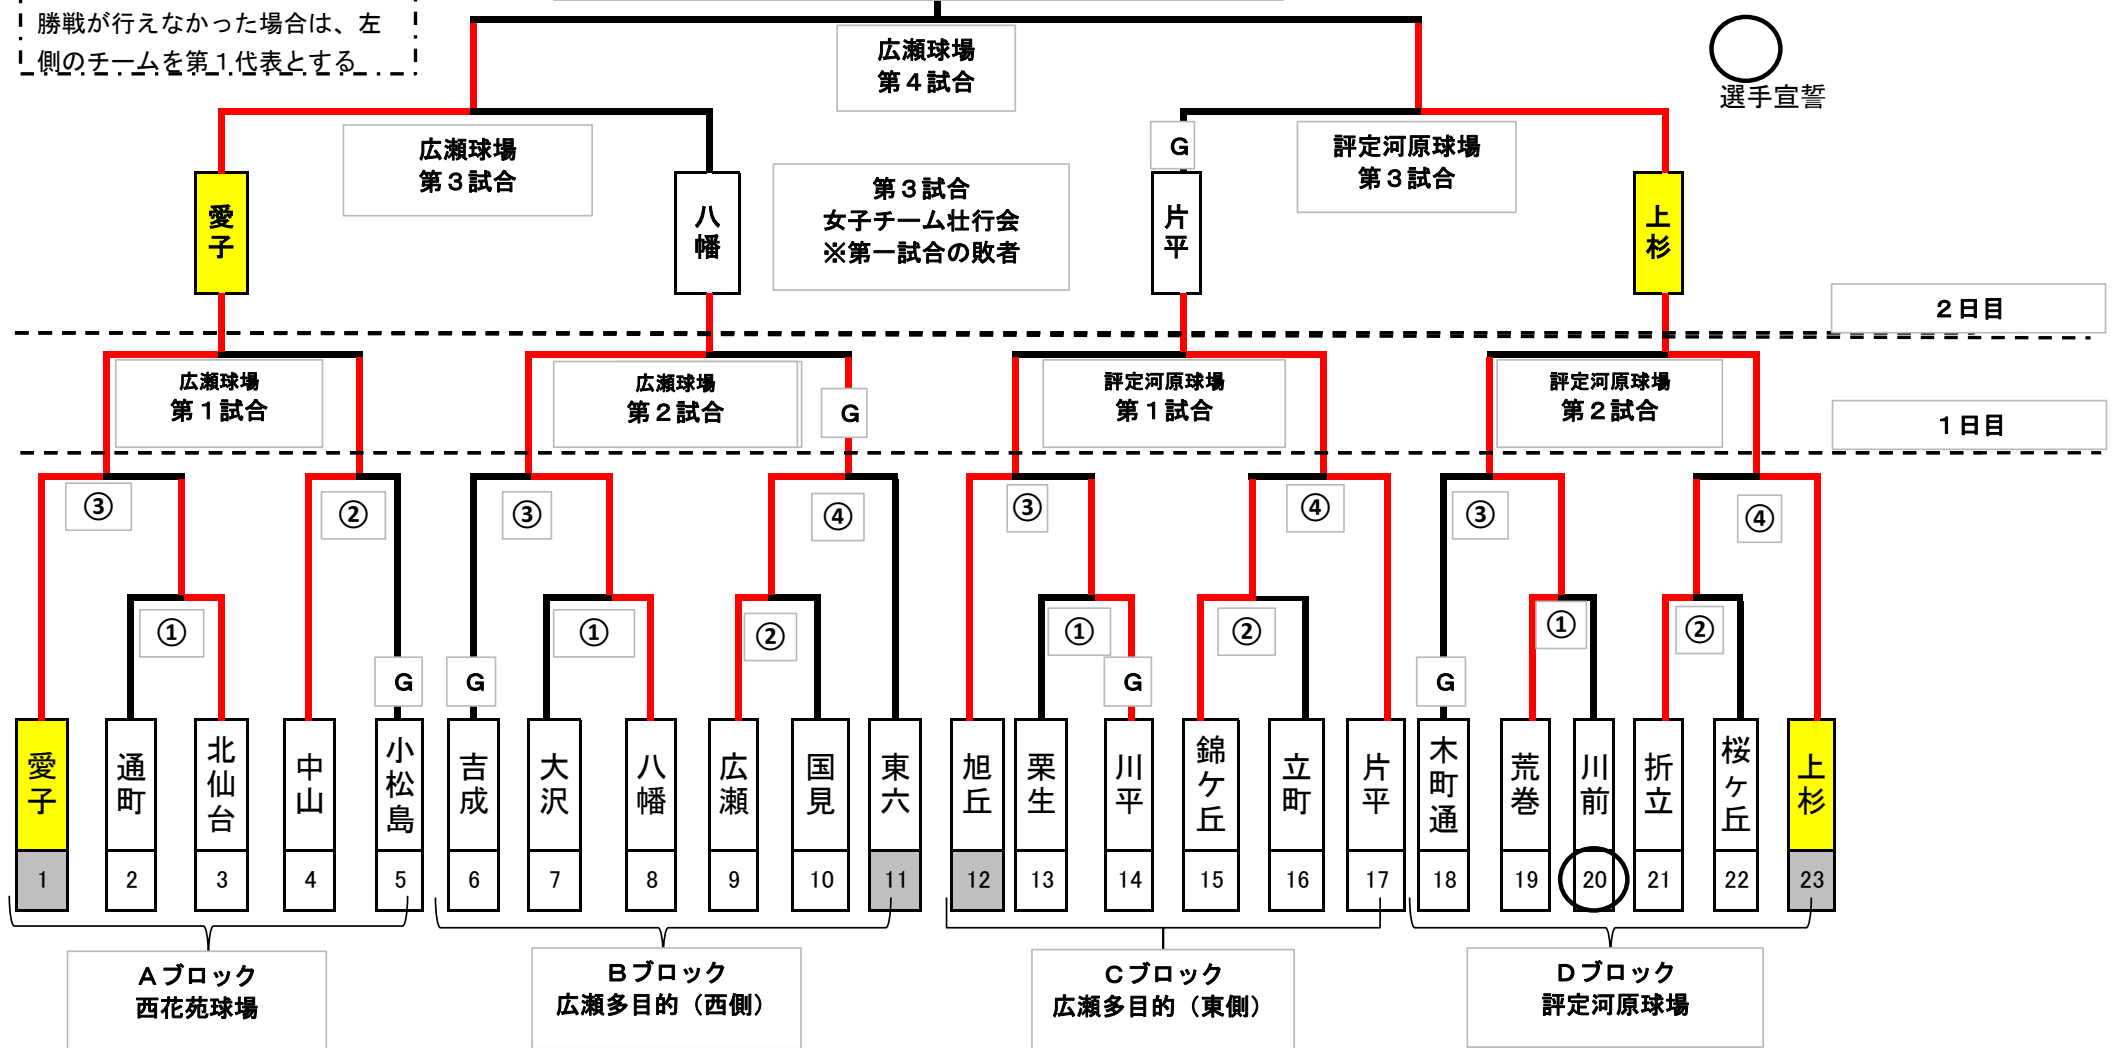 勝戦が行えなかった場合は、左
側のチームを第１代表とする
広瀬球場
第４試合
選手宣誓
広瀬球場
第３試合
G
評定河原球場
第３試合
愛子
八幡
第３試合
女子チーム壮行会
※第一試合の敗者
片平
上杉
２日目
広瀬球場
第１試合
広瀬球場
第２試合
G
評定河原球場
第１試合
評定河原球場
第２試合
１日目
③
②
③
④
③
④
③
④
①
①
②
①
②
①
②
G
G
G
G
愛子
通町
北仙台
中山
小松島
吉成
大沢
八幡
広瀬
国見
東六
旭丘
栗生
川平
錦ケ丘
立町
片平
木町通
荒巻
川前
折立
桜ヶ丘
上杉
1
2
3
4
5
6
7
8
9
10
11
12
13
14
15
16
17
18
19
20
21
22
23
Ａブロック
西花苑球場
Ｂブロック
広瀬多目的（西側）
Ｃブロック
広瀬多目的（東側）
Ｄブロック
評定河原球場